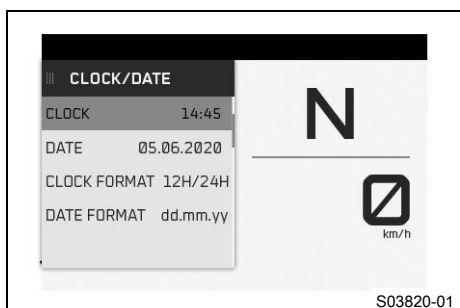 CLOCK/DATE
CLOCK 14:45
DATE 05.06.2020
CLOCK FORMAT 12H/24H
DATE FORMAT dd.mm.yy
N
0
km/h
S03820-01